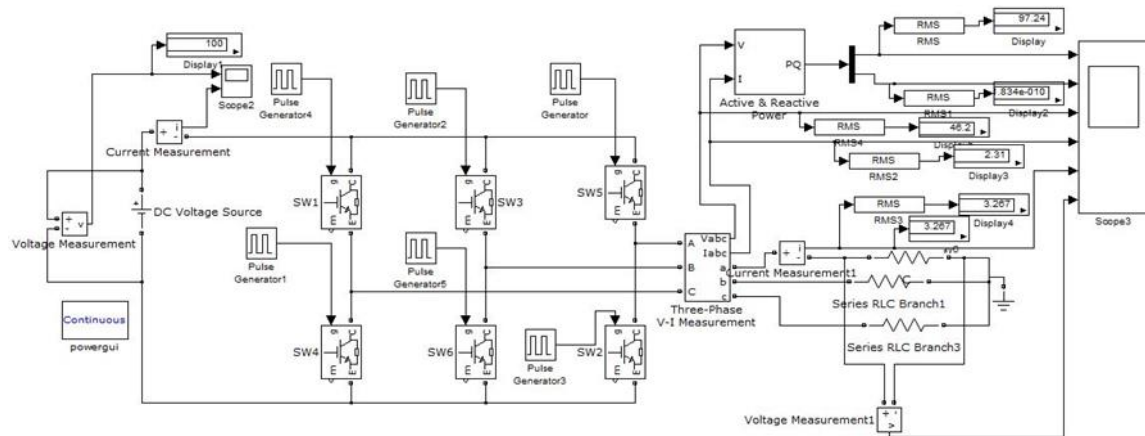 100
Display1
Scope2
Current Measurement
i
+
-
DC Voltage Source
+
-
v
Voltage Measurement
Continuous
powergui
Pulse
Generator4
Pulse
Generator2
Pulse
Generator
SW1
SW3
SW5
g
C
E
m
Pulse
Generator1
Pulse
Generator5
Pulse
Generator3
SW4
SW6
SW2
V
I
PQ
Active & Reactive
Power
RMS
RMS
97.24
Display
RMS
RMS1
.834e-010
Display2
RMS
RMS4
46.2
RMS
RMS2
2.31
Display3
RMS
RMS3
3.267
Display4
3.267
Scope3
A
B
C
Vabc
Iabc
a
b
c
Three-Phase
V-I Measurement
+
i
-
Current Measurement1
Series RLC Branch1
Series RLC Branch3
Voltage Measurement1
+
-
v